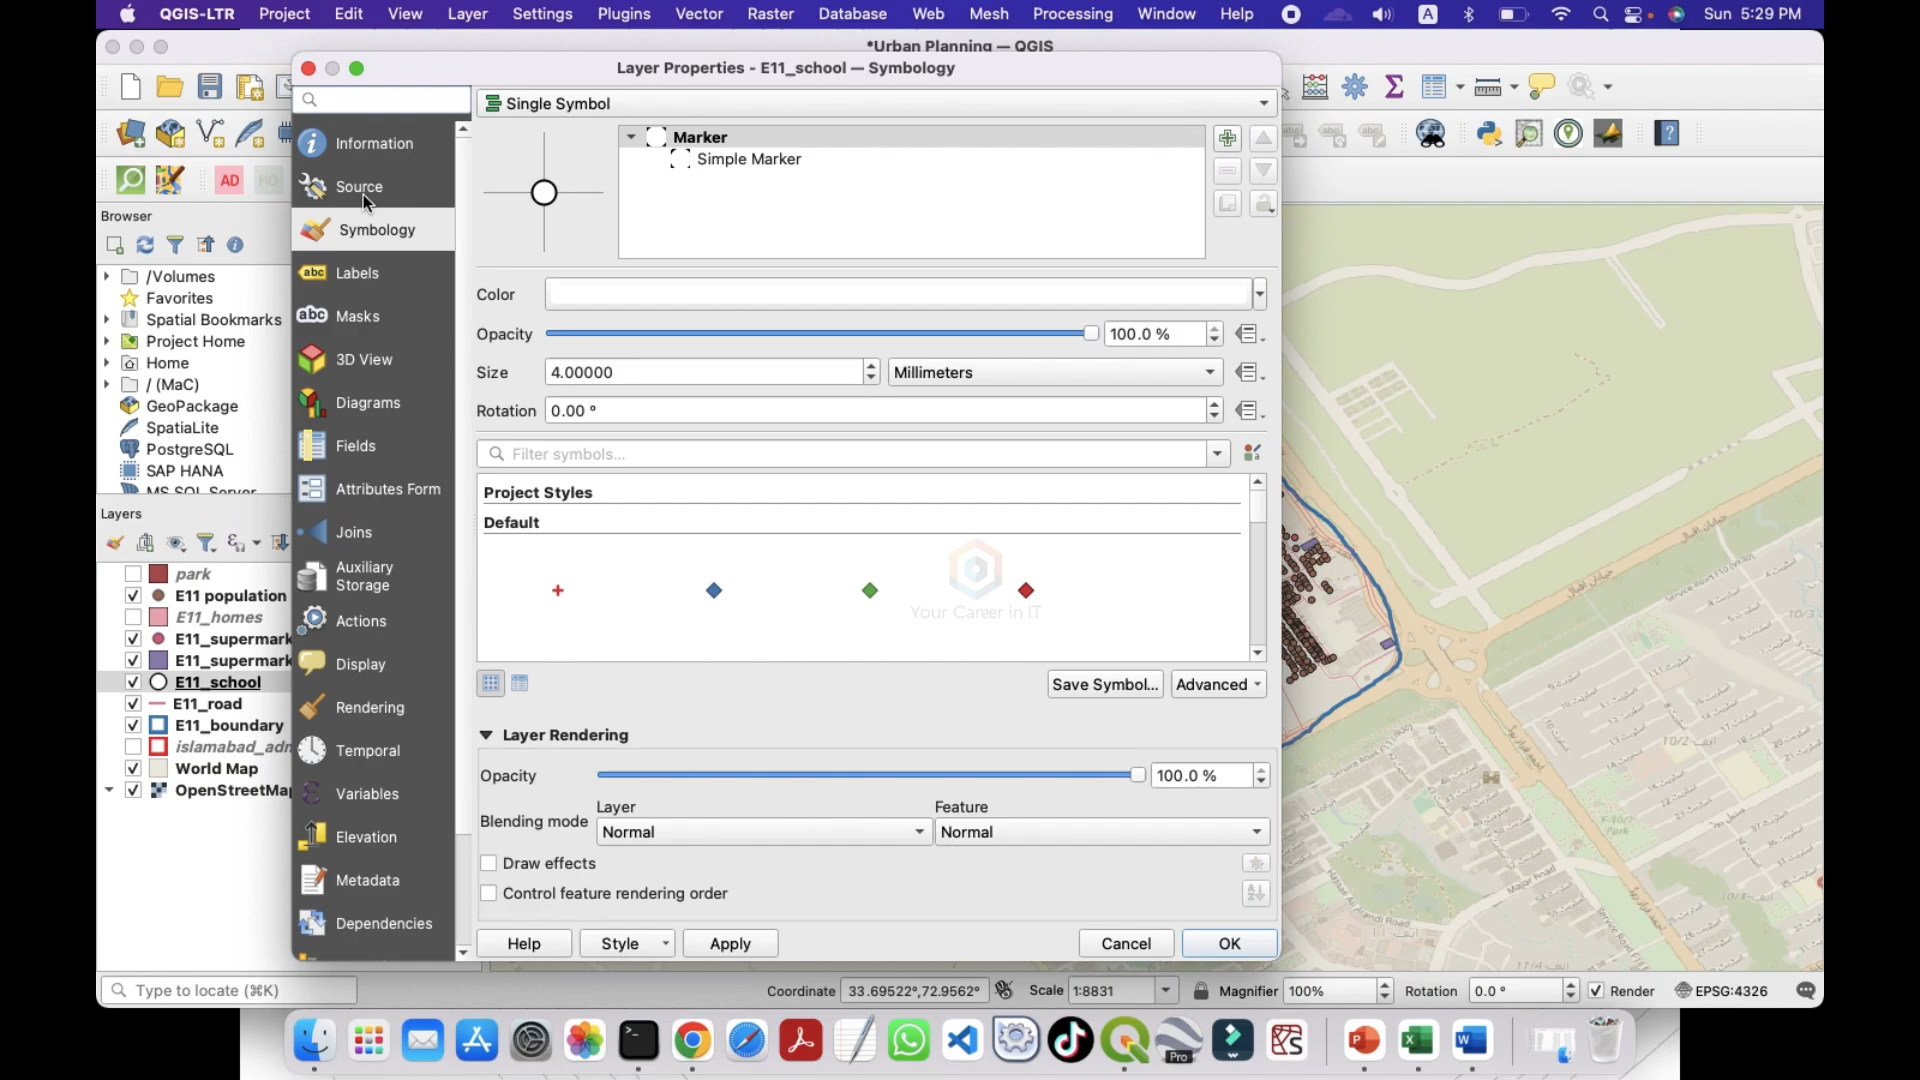 QGIS-LTR Project Edit View Layer Settings Plugins Vector Raster Database Web Mesh Processing Window Help A Sun 5:29 PM
*Urban Planning — QGIS
Layer Properties - E11_school — Symbology
Single Symbol
Marker
Simple Marker
Information
Source
Symbology
Labels
Masks
3D View
Diagrams
Fields
Attributes Form
Joins
Auxiliary
Storage
Actions
Display
Rendering
Temporal
Variables
Elevation
Metadata
Dependencies
AD
Browser
/Volumes
Favorites
Spatial Bookmarks
Project Home
Home
/ (MaC)
GeoPackage
SpatiaLite
PostgreSQL
SAP HANA
MS SQL Server
Layers
park
E11 population
E11_homes
E11_supermark
E11_supermark
E11_school
E11_road
E11_boundary
islamabad_adm
World Map
OpenStreetMap
Color
Opacity 100.0 %
Size 4.00000 Millimeters
Rotation 0.00 °
Filter symbols...
Project Styles
Default
Your Career in IT
Save Symbol... Advanced
Layer Rendering
Opacity 100.0 %
Layer Feature
Blending mode Normal Normal
Draw effects
Control feature rendering order
Help Style Apply Cancel OK
Type to locate (⌘K) Coordinate 33.69522°,72.9562° Scale 1:8831 Magnifier 100% Rotation 0.0 ° Render EPSG:4326
Pro